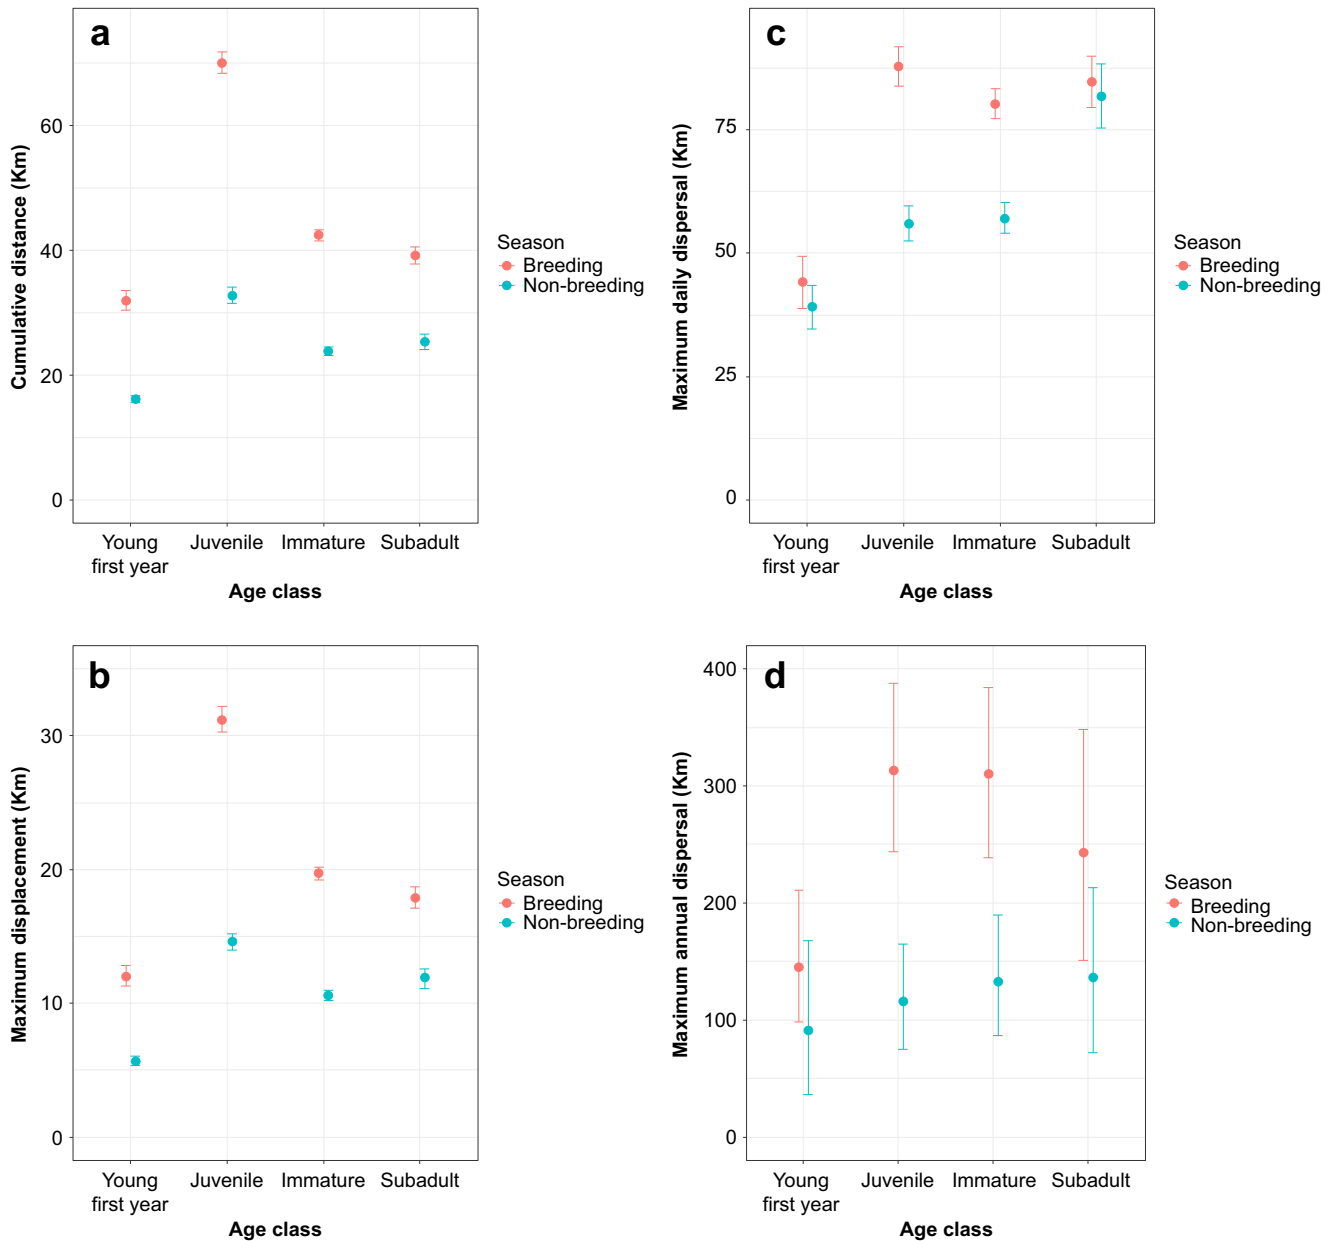 a
Cumulative distance (Km)
60
40
20
0
Young
first year
Juvenile
Immature
Subadult
Age class
Season
Breeding
Non-breeding
c
Maximum daily dispersal (Km)
75
50
25
0
Young
first year
Juvenile
Immature
Subadult
Age class
Season
Breeding
Non-breeding
b
Maximum displacement (Km)
30
20
10
0
Young
first year
Juvenile
Immature
Subadult
Age class
Season
Breeding
Non-breeding
d
Maximum annual dispersal (Km)
400
300
200
100
0
Young
first year
Juvenile
Immature
Subadult
Age class
Season
Breeding
Non-breeding